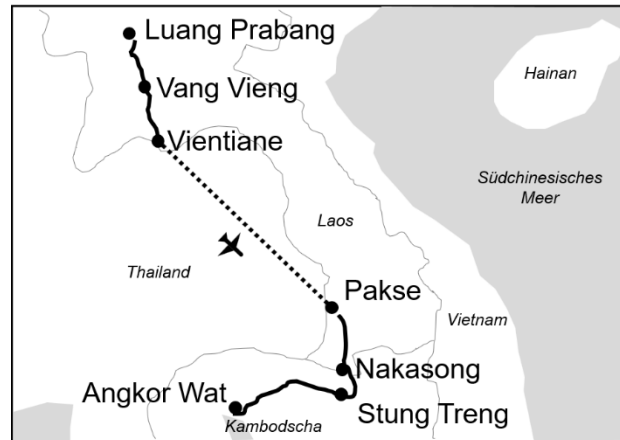 Luang Prabang
Hainan
Vang Vieng
Vientiane
Südchinesisches
Meer
Laos
Thailand
Pakse
Vietnam
Nakasong
Angkor Wat
Stung Treng
Kambodscha